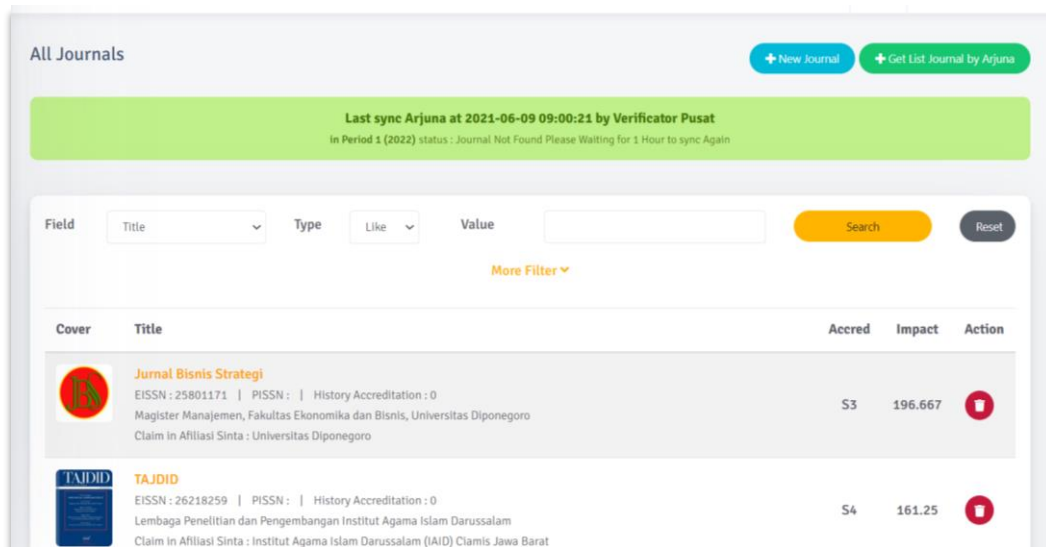 All Journals
New Journal
Get List Journal by Arjuna
Last sync Arjuna at 2021-06-09 09:00:21 by Verificator Pusat
in Period 1 (2022) status : Journal Not Found Please Waiting for 1 Hour to sync Again
Field Title Type Like Value Search Reset
More Filter
Cover Title Accred Impact Action
Jurnal Bisnis Strategi
EISSN : 25801171 | PISSN : | History Accreditation : 0
Magister Manajemen, Fakultas Ekonomika dan Bisnis, Universitas Diponegoro
Claim in Afiliasi Sinta : Universitas Diponegoro
S3 196.667
TAJDID
TAJDID
EISSN : 26218259 | PISSN : | History Accreditation : 0
Lembaga Penelitian dan Pengembangan Institut Agama Islam Darussalam
Claim in Afiliasi Sinta : Institut Agama Islam Darussalam (IAID) Ciamis Jawa Barat
S4 161.25